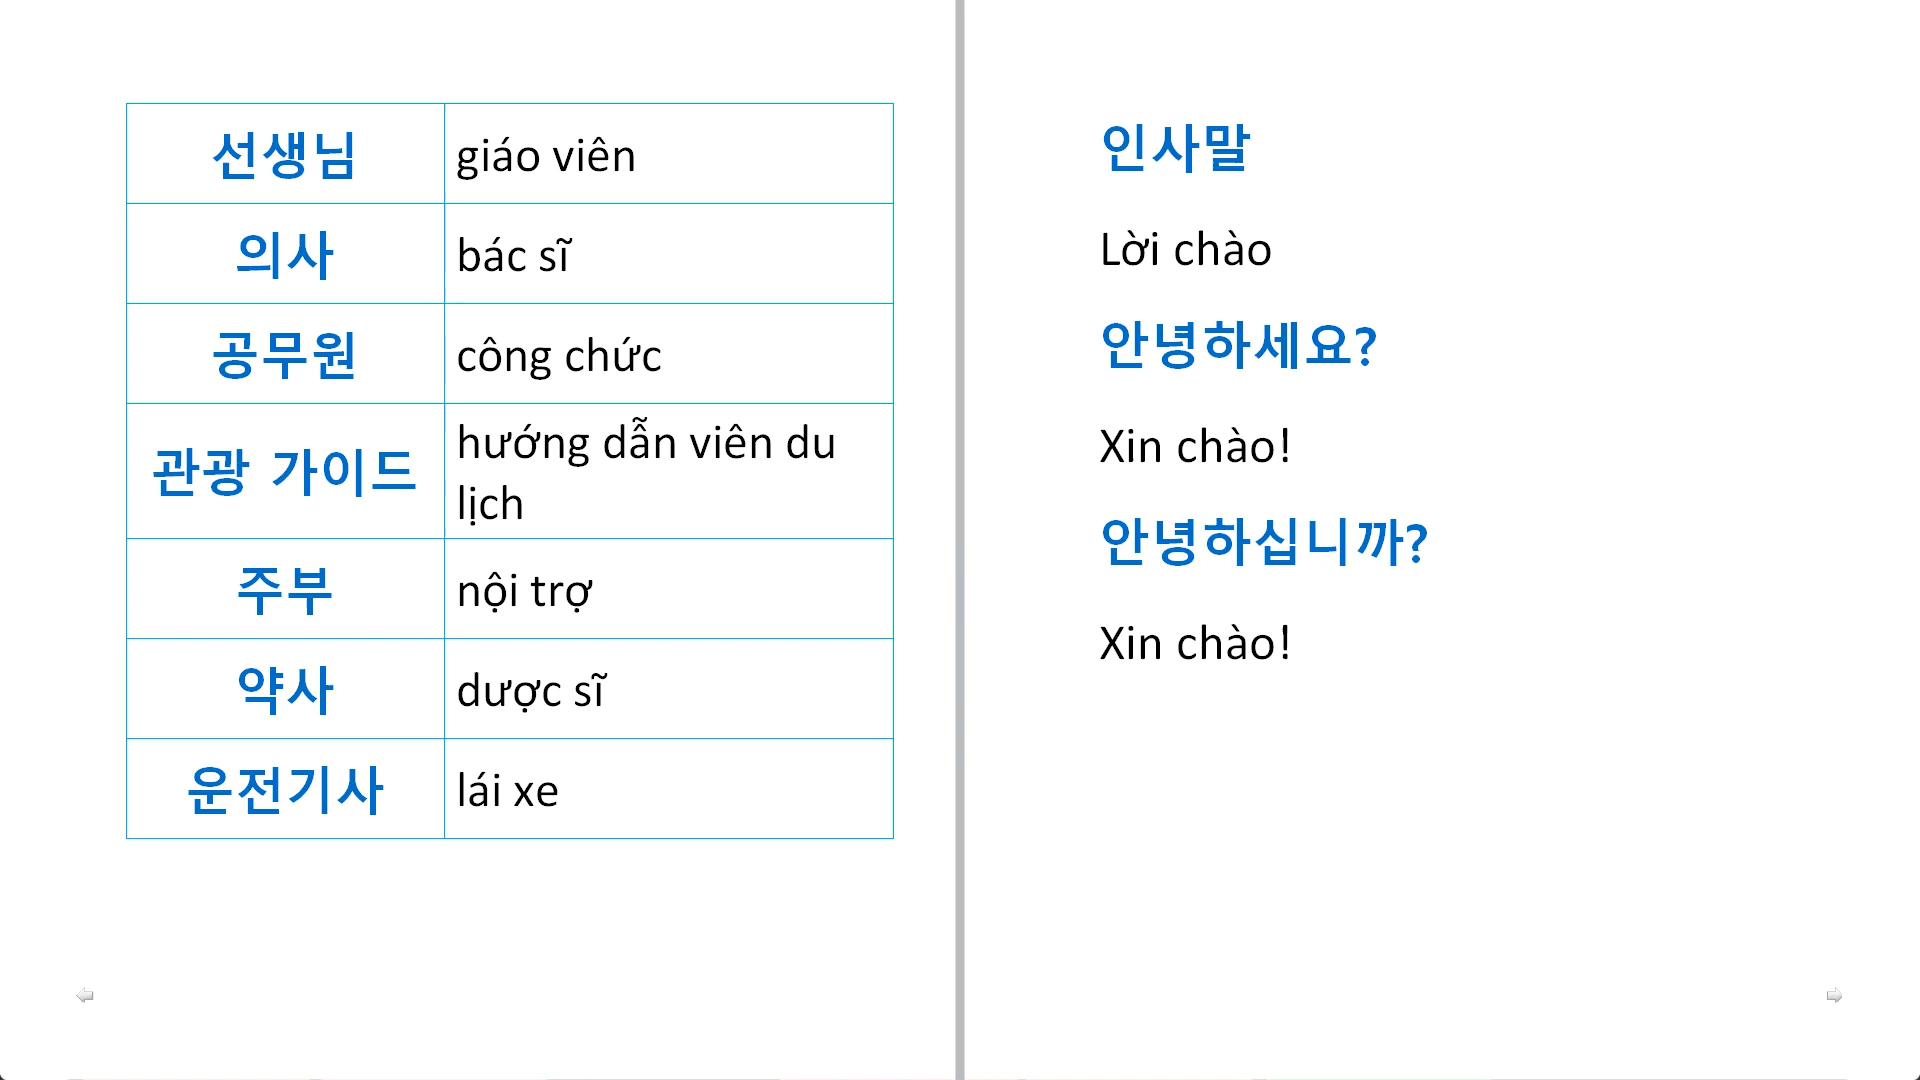 선생님 giáo viên
의사 bác sĩ
공무원 công chức
관광 가이드 hướng dẫn viên du
lịch
주부 nội trợ
약사 dược sĩ
운전기사 lái xe
인사말
Lời chào
안녕하세요?
Xin chào!
안녕하십니까?
Xin chào!